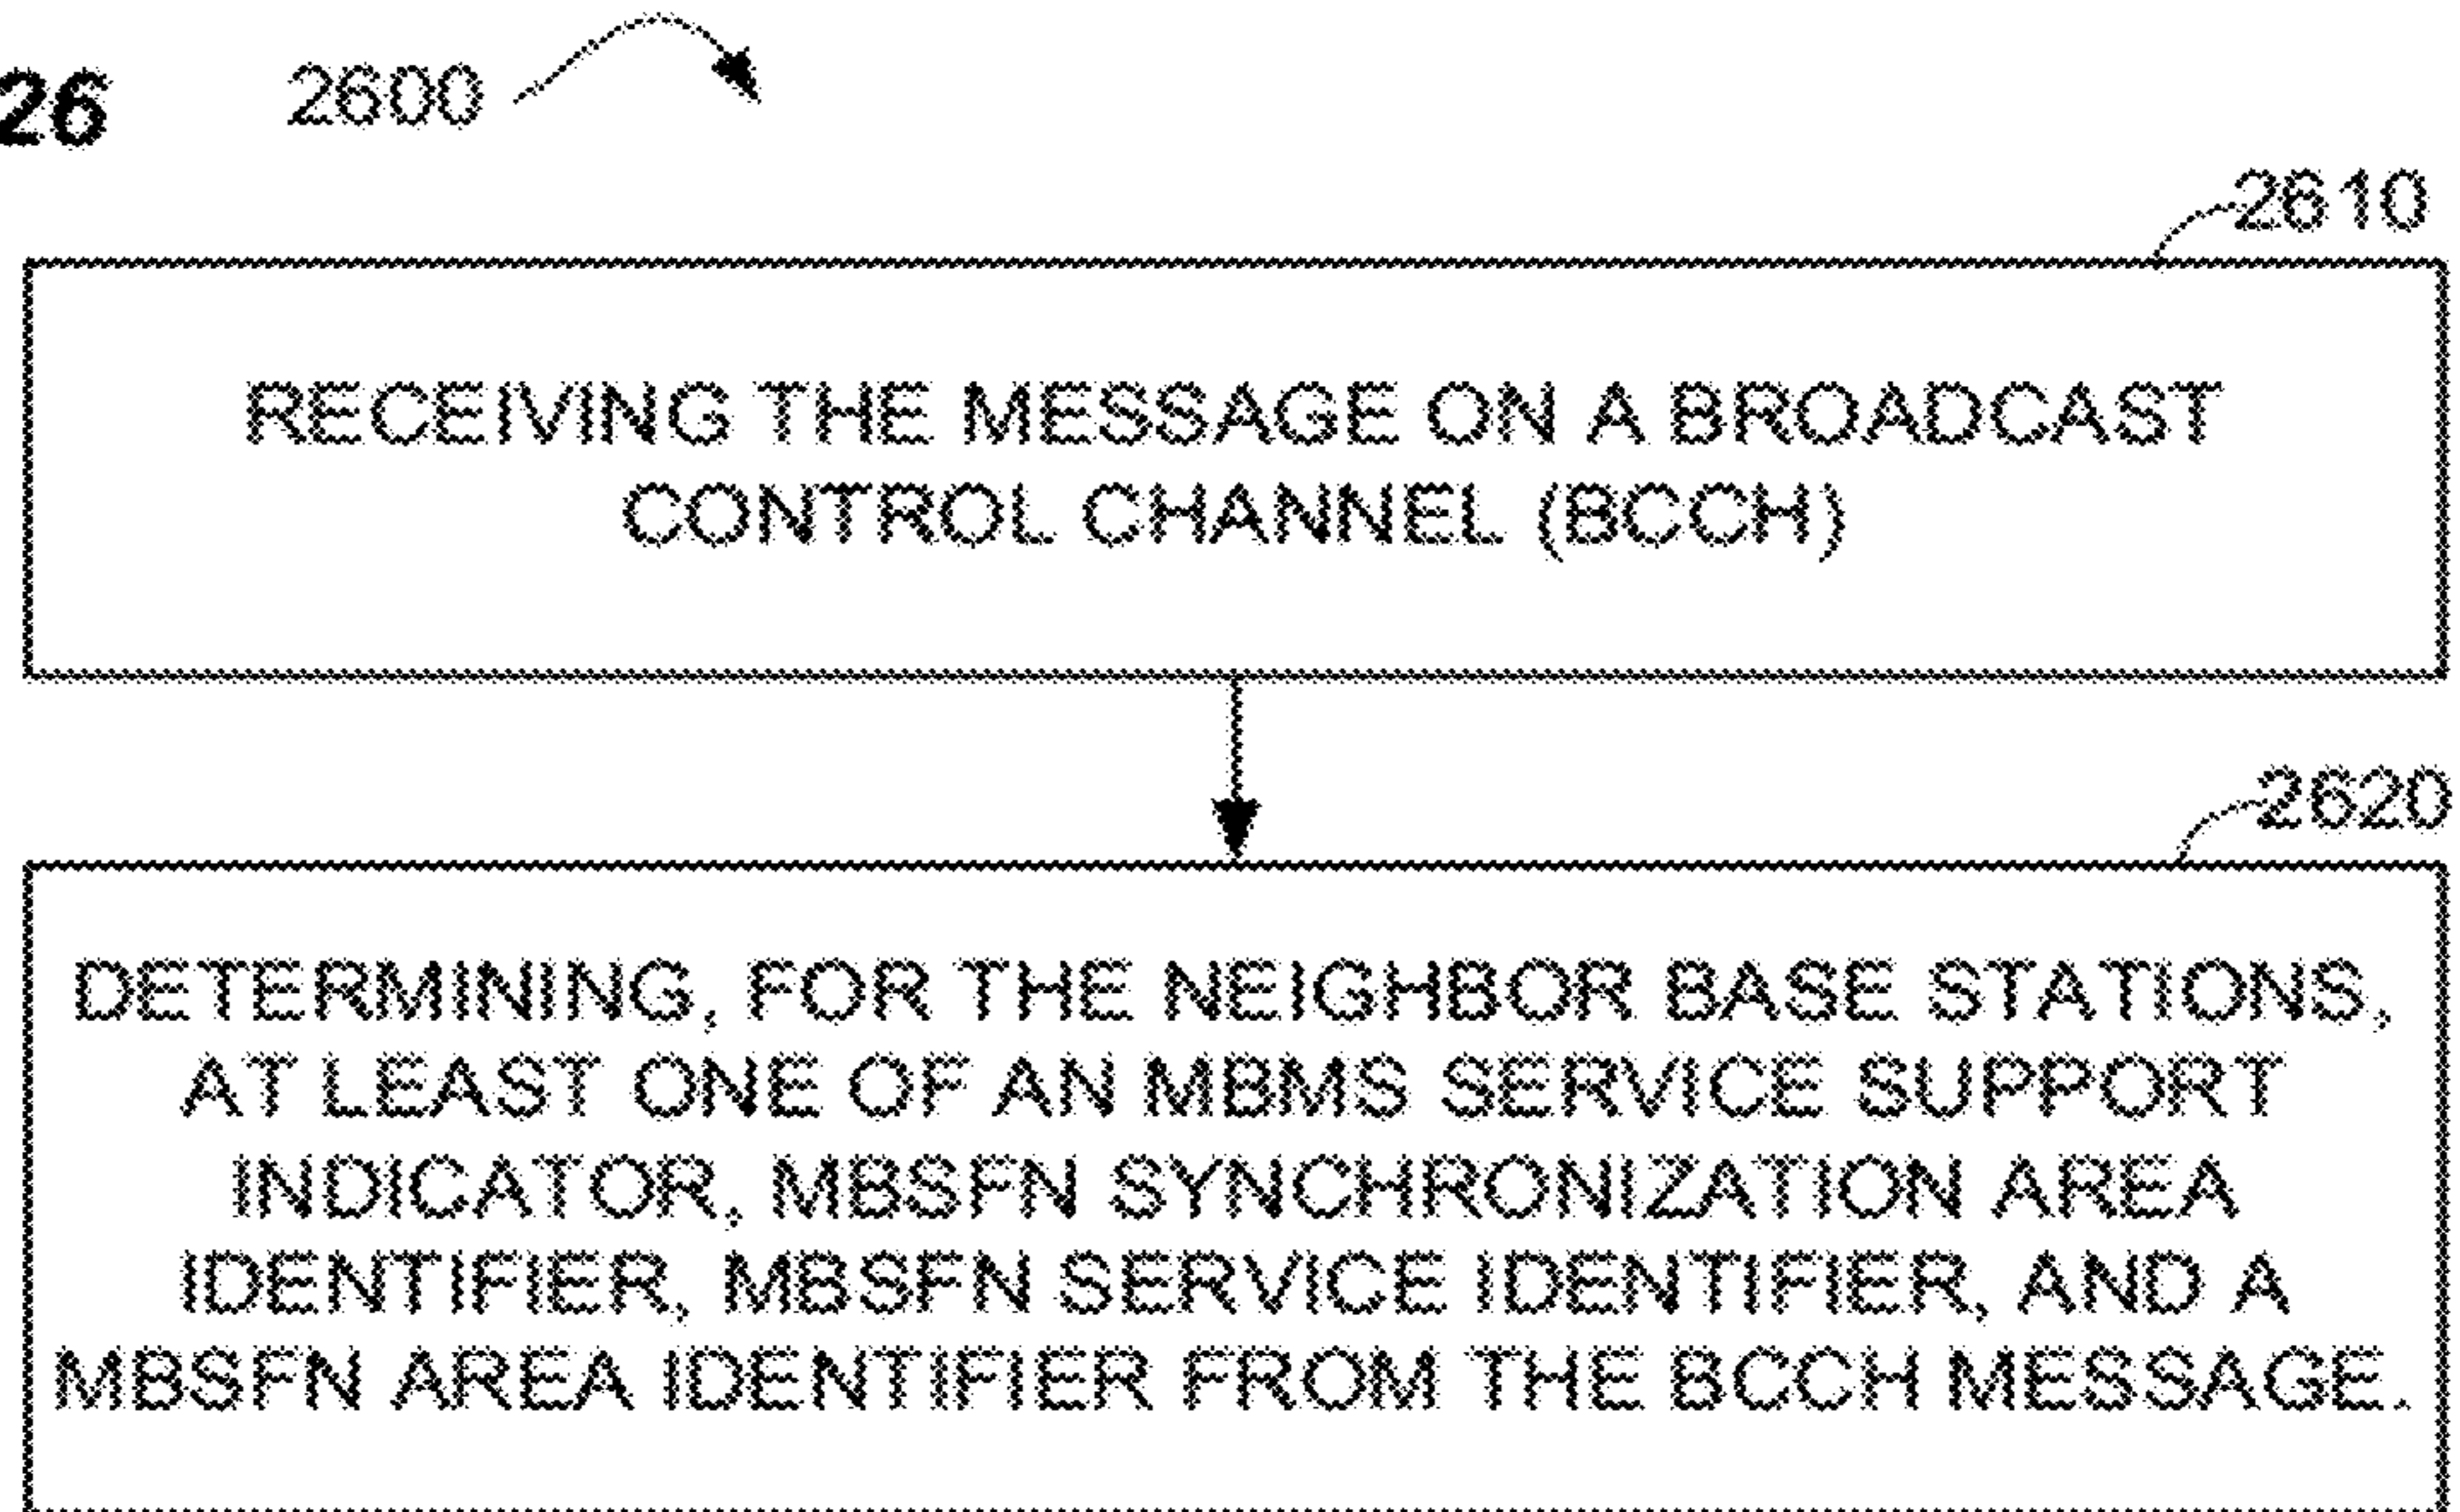 26 2600
2610
RECEIVING THE MESSAGE ON A BROADCAST
CONTROL CHANNEL (BCCH)
2620
DETERMINING, FOR THE NEIGHBOR BASE STATIONS,
AT LEAST ONE OF AN MBMS SERVICE SUPPORT
INDICATOR, MBSFN SYNCHRONIZATION AREA
IDENTIFIER, MBSFN SERVICE IDENTIFIER, AND A
MBSFN AREA IDENTIFIER FROM THE BCCH MESSAGE.